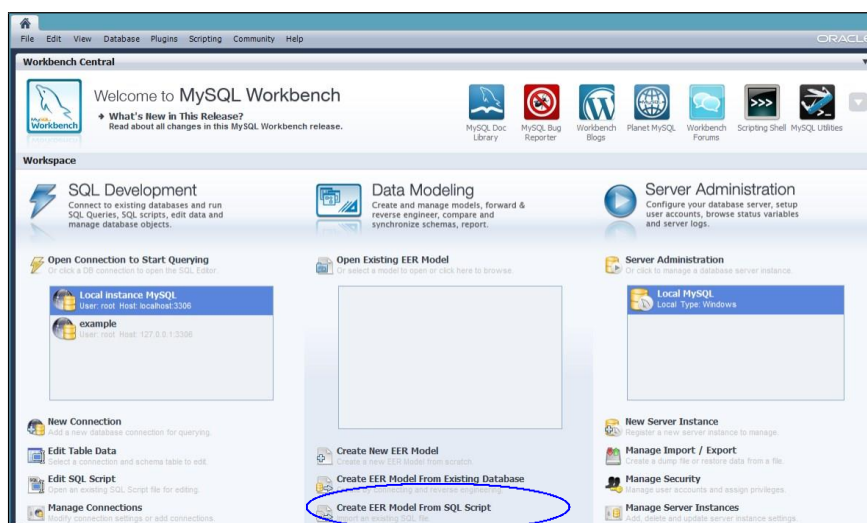 File Edit View Database Plugins Scripting Community Help
ORACLE
Workbench Central
MySQL
Workbench
Welcome to MySQL Workbench
What's New in This Release?
Read about all changes in this MySQL Workbench release.
MySQL Doc Library
MySQL Bug Reporter
Workbench Blogs
Planet MySQL
Workbench Forums
Scripting Shell
MySQL Utilities
Workspace
SQL Development
Connect to existing databases and run
SQL Queries, SQL scripts, edit data and
manage database objects.
Open Connection to Start Querying
Or click a DB connection to open the SQL Editor.
Local instance MySQL
User: root Host: localhost:3306
example
User: root Host: 127.0.0.1:3306
New Connection
Add a new database connection for querying.
Edit Table Data
Select a connection and schema table to edit.
Edit SQL Script
Open an existing SQL Script file for editing.
Manage Connections
Modify connection settings or add connections.
Data Modeling
Create and manage models, forward &
reverse engineer, compare and
synchronize schemas, report.
Open Existing EER Model
Or select a model to open or click here to browse.
Create New EER Model
Create a new EER Model from scratch
Create EER Model From Existing Database
by connecting and reverse engineering
Create EER Model From SQL Script
Import an existing SQL file.
Server Administration
Configure your database server, setup
user accounts, browse status variables
and server logs.
Server Administration
Or click to manage a database server instance.
Local MySQL
Local Type: Windows
New Server Instance
Register a new server instance to manage.
Manage Import / Export
Create a dump file or restore data from a file.
Manage Security
Manage user accounts and assign privileges.
Manage Server Instances
Add, delete and update server instance settings.